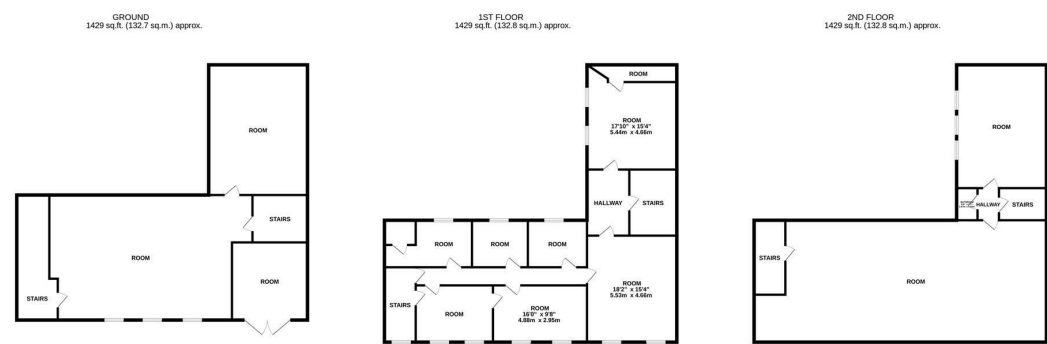 GROUND
1429 sq.ft. (132.7 sq.m.) approx.
ROOM
ROOM
STAIRS
ROOM
STAIRS
1ST FLOOR
1429 sq.ft. (132.8 sq.m.) approx.
ROOM
ROOM
17'10" x 15'4"
5.44m x 4.66m
HALLWAY
STAIRS
ROOM
ROOM
ROOM
ROOM
18'2" x 15'4"
5.53m x 4.66m
STAIRS
ROOM
ROOM
16'0" x 9'8"
4.88m x 2.95m
2ND FLOOR
1429 sq.ft. (132.8 sq.m.) approx.
ROOM
HALLWAY
STAIRS
STAIRS
ROOM